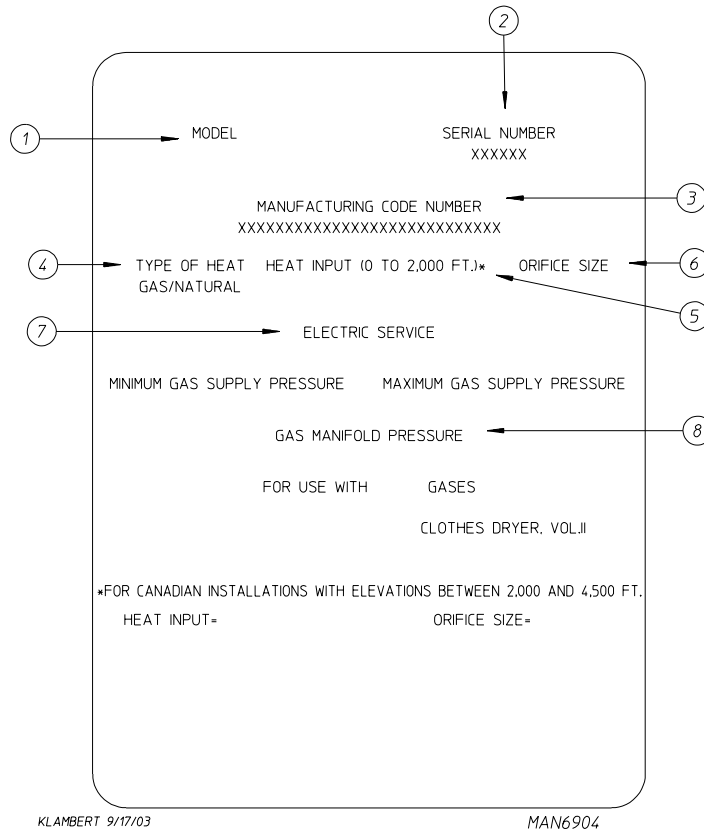 2
MODEL SERIAL NUMBER
1
XXXXXX
MANUFACTURING CODE NUMBER 3
XXXXXXXXXXXXXXXXXXXXXXXXXXXX
4 TYPE OF HEAT HEAT INPUT (0 TO 2,000 FT.)* ORIFICE SIZE 6
GAS/NATURAL
5
7 ELECTRIC SERVICE
MINIMUM GAS SUPPLY PRESSURE MAXIMUM GAS SUPPLY PRESSURE
GAS MANIFOLD PRESSURE 8
FOR USE WITH GASES
CLOTHES DRYER, VOL.II
*FOR CANADIAN INSTALLATIONS WITH ELEVATIONS BETWEEN 2,000 AND 4,500 FT.
HEAT INPUT= ORIFICE SIZE=
KLAMBERT 9/17/03 MAN6904